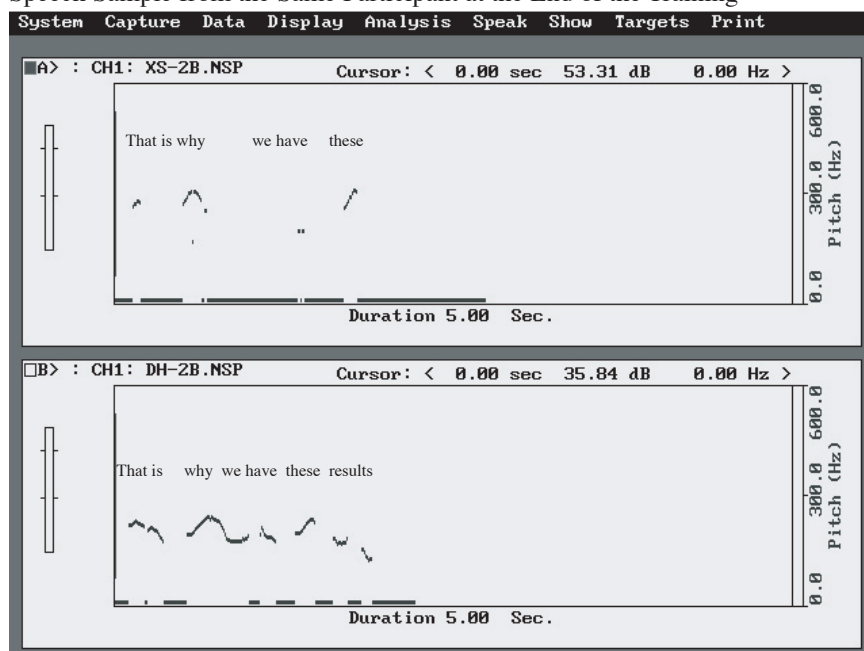 Speech Sample from the Same Participant at the End of the Training
System Capture Data Display Analysis Speak Show Targets Print
A> : CH1: XS-2B.NSP Cursor: < 0.00 sec 53.31 dB 0.00 Hz >
That is why we have these
600.0
300.0
0.0
Pitch (Hz)
Duration 5.00 Sec.
B> : CH1: DH-2B.NSP Cursor: < 0.00 sec 35.84 dB 0.00 Hz >
That is why we have these results
600.0
300.0
0.0
Pitch (Hz)
Duration 5.00 Sec.